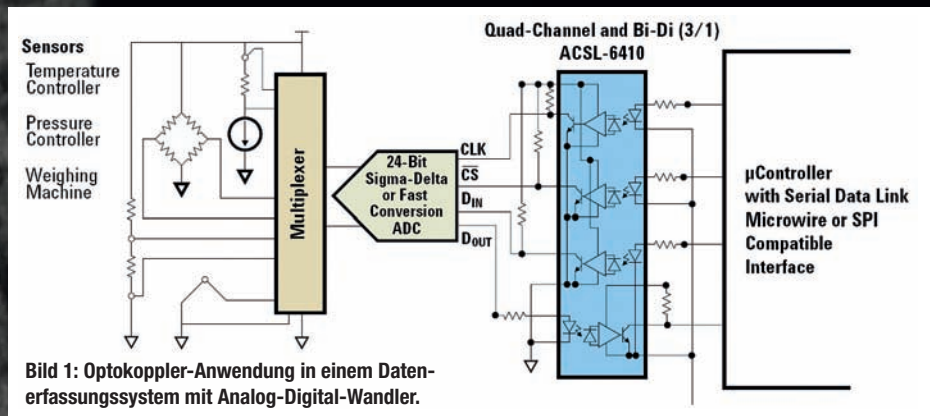 Sensors
Temperature
Controller
Pressure
Controller
Weighing
Machine
Multiplexer
24-Bit
Sigma-Delta
or Fast
Conversion
ADC
CLK
CS
DIN
DOUT
Quad-Channel and Bi-Di (3/1)
ACSL-6410
µController
with Serial Data Link
Microwire or SPI
Compatible
Interface
Bild 1: Optokoppler-Anwendung in einem Daten-
erfassungssystem mit Analog-Digital-Wandler.